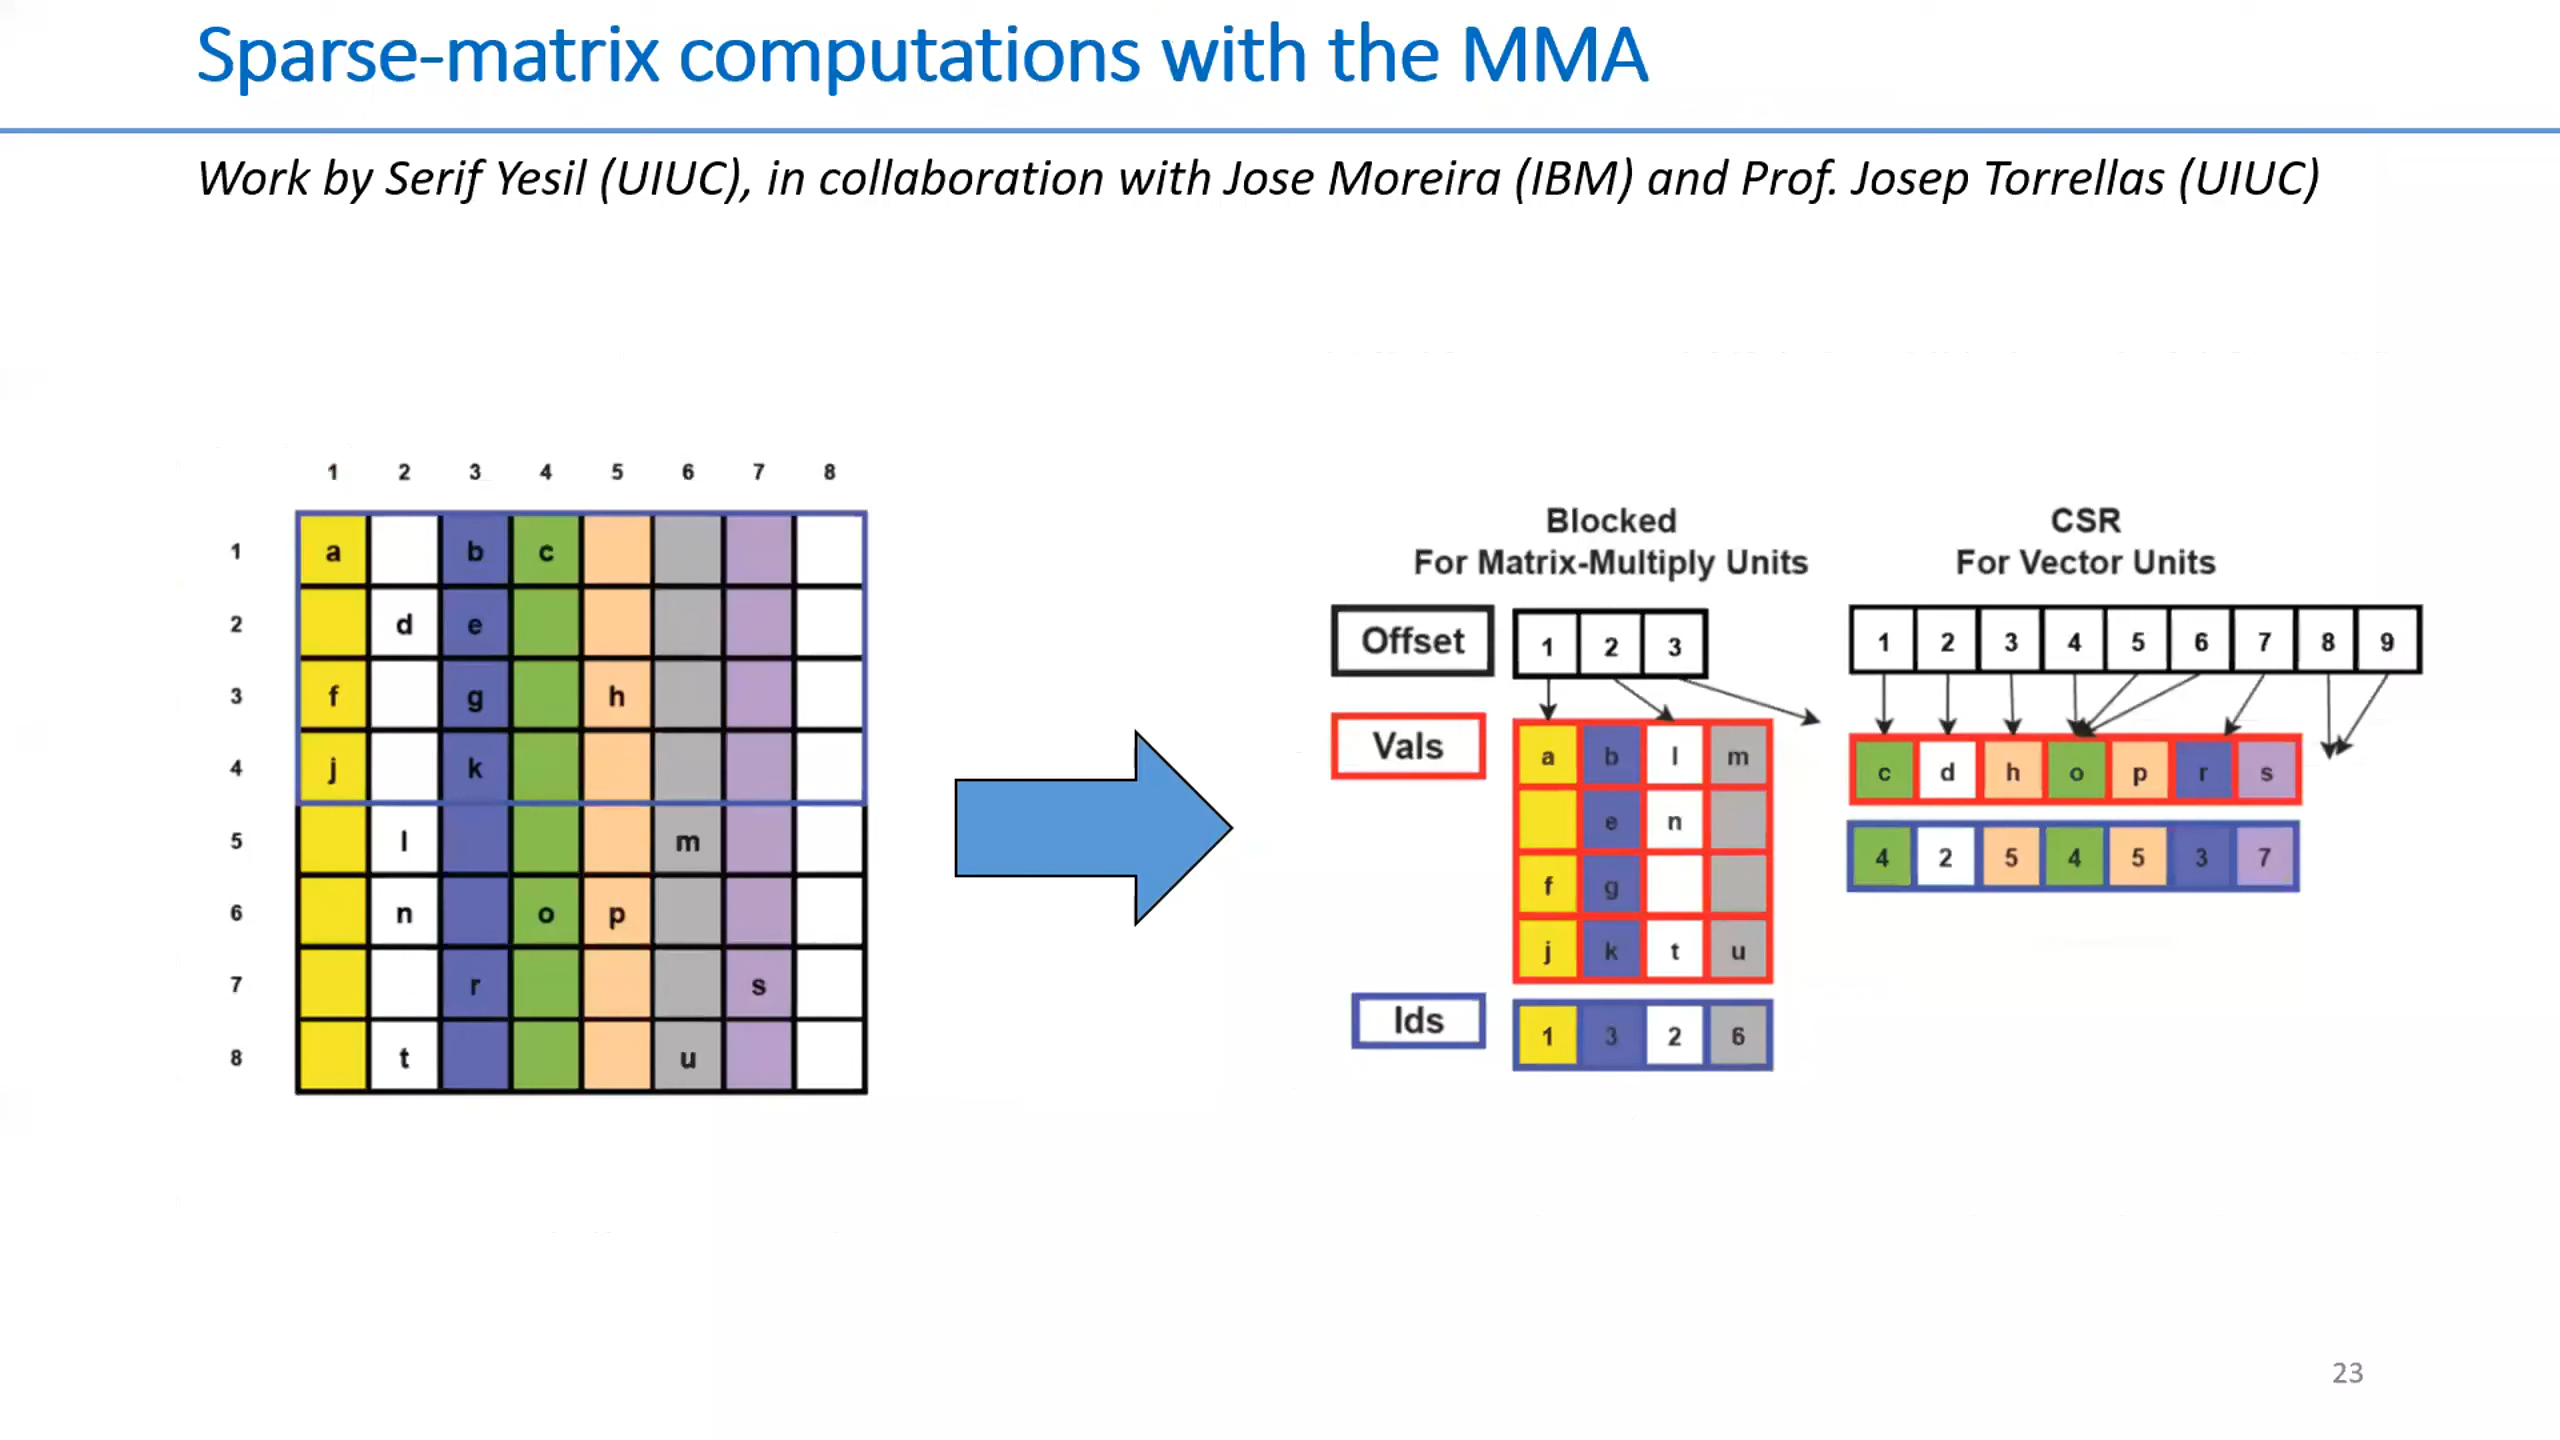 Sparse-matrix computations with the MMA
Work by Serif Yesil (UIUC), in collaboration with Jose Moreira (IBM) and Prof. Josep Torrellas (UIUC)
1 2 3 4 5 6 7 8
1 a b c
2 d e
3 f g h
4 j k
5 l m
6 n o p
7 r s
8 t u
Blocked
For Matrix-Multiply Units
Offset 1 2 3
Vals a b l m
e n
f g
j k t u
Ids 1 3 2 6
CSR
For Vector Units
1 2 3 4 5 6 7 8 9
c d h o p r s
4 2 5 4 5 3 7
23